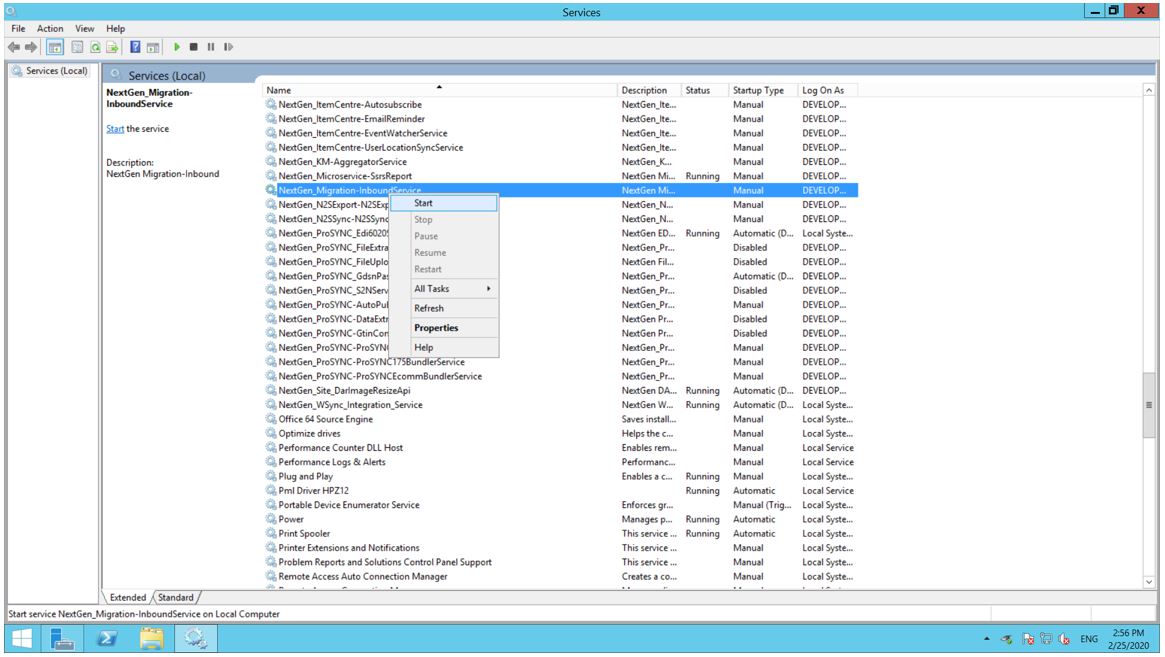 Services
File Action View Help
Services (Local)
Services (Local)
NextGen_Migration-
InboundService
Start the service
Description:
NextGen Migration-Inbound
Name Description Status Startup Type Log On As
NextGen_ItemCentre-Autosubscribe NextGen_Ite... Manual DEVELOP...
NextGen_ItemCentre-EmailReminder NextGen_Ite... Manual DEVELOP...
NextGen_ItemCentre-EventWatcherService NextGen_Ite... Manual DEVELOP...
NextGen_ItemCentre-UserLocationSyncService NextGen_Ite... Manual DEVELOP...
NextGen_KM-AggregatorService NextGen_K... Manual DEVELOP...
NextGen_Microservice-SsrsReport NextGen Mi... Running Manual DEVELOP...
NextGen_Migration-InboundService NextGen Mi... Manual DEVELOP...
NextGen_N2SExport-N2SExp NextGen_N... Manual DEVELOP...
NextGen_N2SSync-N2SSync NextGen_N... Manual DEVELOP...
NextGen_ProSYNC_Edi6020S NextGen ED... Running Automatic (D... Local Syste...
NextGen_ProSYNC_FileExtra NextGen_Pr... Disabled DEVELOP...
NextGen_ProSYNC_FileUplo NextGen Fil... Disabled DEVELOP...
NextGen_ProSYNC_GdsnPas NextGen_Pr... Automatic (D... DEVELOP...
NextGen_ProSYNC_S2NServ NextGen_Pr... Disabled DEVELOP...
NextGen_ProSYNC-AutoPul NextGen_Pr... Manual DEVELOP...
NextGen_ProSYNC-DataExtr NextGen Pr... Disabled DEVELOP...
NextGen_ProSYNC-GtinCon NextGen Pr... Disabled DEVELOP...
NextGen_ProSYNC-ProSYNC NextGen_Pr... Manual DEVELOP...
NextGen_ProSYNC-ProSYNC175BundlerService NextGen_Pr... Manual DEVELOP...
NextGen_ProSYNC-ProSYNCEcommBundlerService NextGen_Pr... Manual DEVELOP...
NextGen_Site_DarImageResizeApi NextGen DA... Running Automatic (D... DEVELOP...
NextGen_WSync_Integration_Service NextGen W... Running Automatic (D... Local Syste...
Office 64 Source Engine Saves install... Manual Local Syste...
Optimize drives Helps the c... Manual Local Syste...
Performance Counter DLL Host Enables rem... Manual Local Service
Performance Logs & Alerts Performanc... Manual Local Service
Plug and Play Enables a c... Running Manual Local Syste...
Pml Driver HPZ12 Running Automatic Local Service
Portable Device Enumerator Service Enforces gr... Manual (Trig... Local Syste...
Power Manages p... Running Automatic Local Syste...
Print Spooler This service ... Running Automatic Local Syste...
Printer Extensions and Notifications This service ... Manual Local Syste...
Problem Reports and Solutions Control Panel Support This service ... Manual Local Syste...
Remote Access Auto Connection Manager Creates a co... Manual Local Syste...
Start
Stop
Pause
Resume
Restart
All Tasks
Refresh
Properties
Help
Extended Standard
Start service NextGen_Migration-InboundService on Local Computer
ENG
2:56 PM
2/25/2020